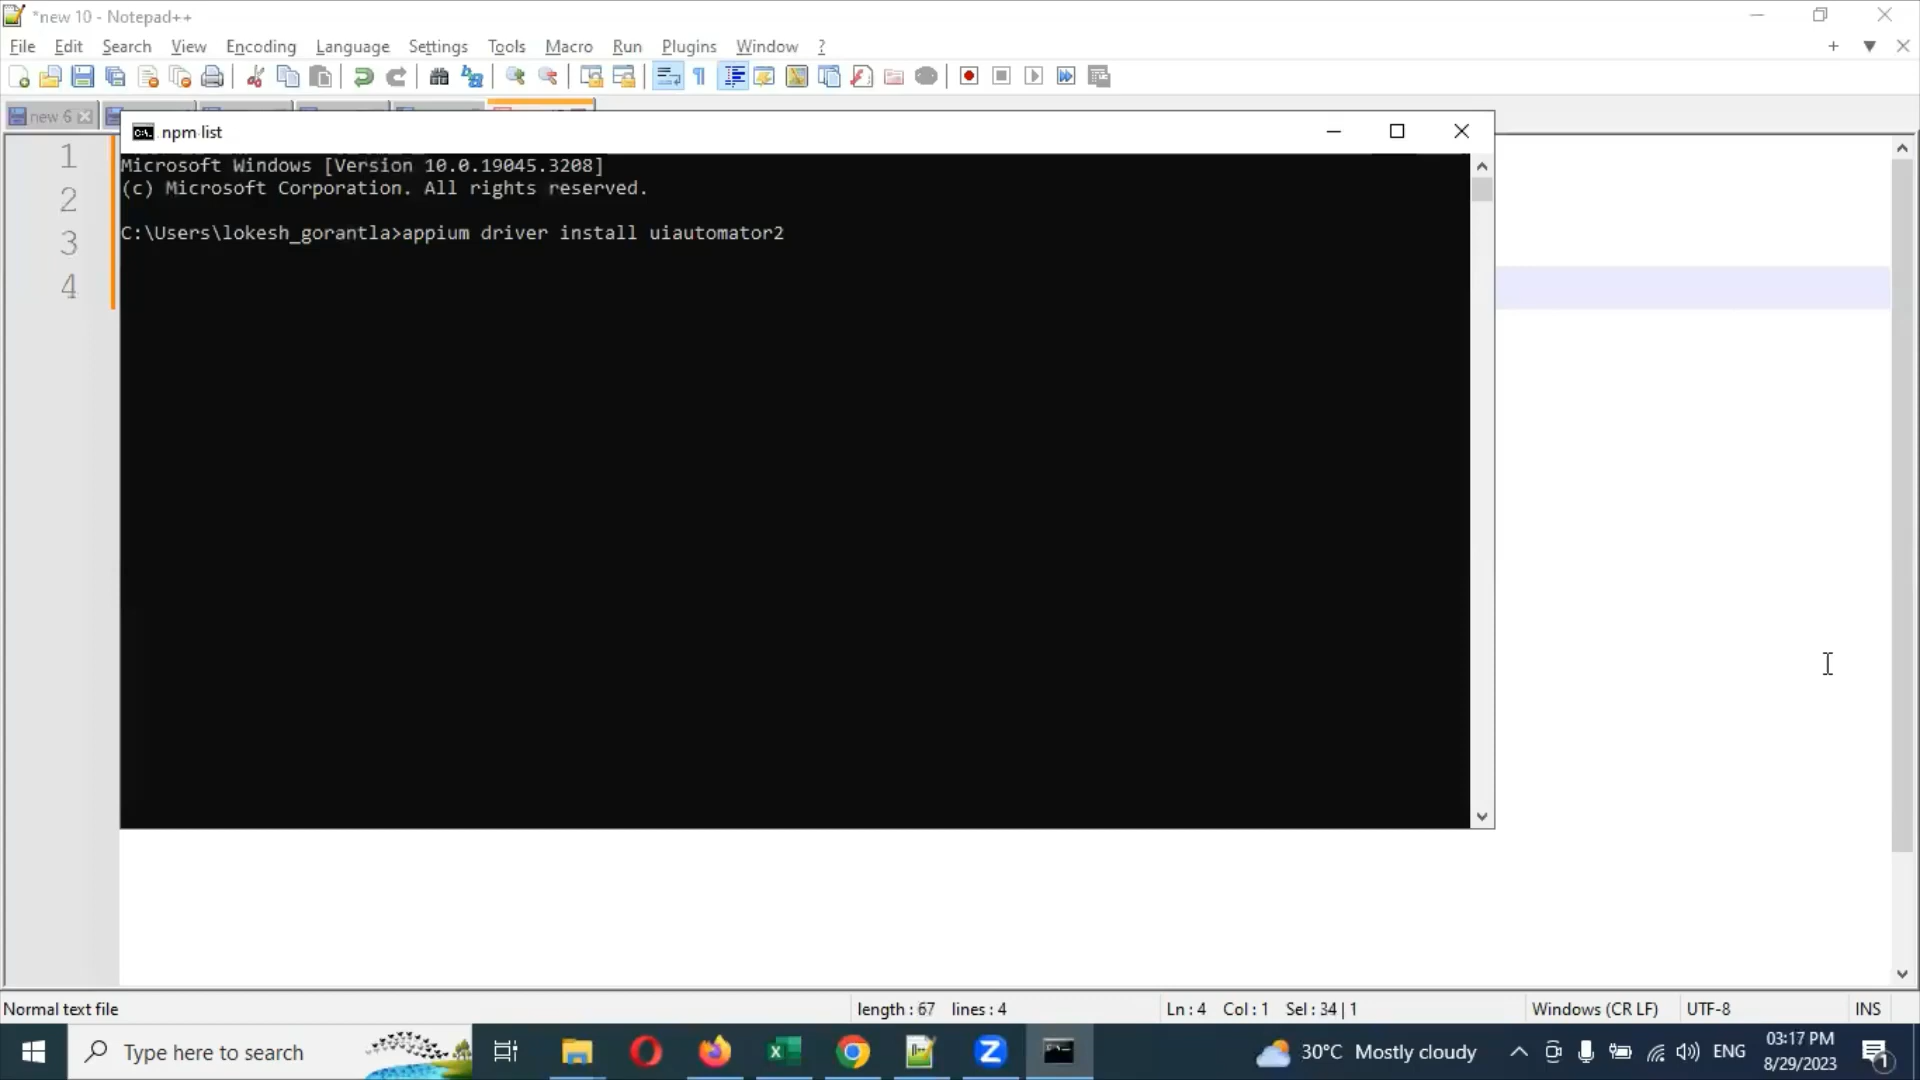 *new 10 - Notepad++
File Edit Search View Encoding Language Settings Tools Macro Run Plugins Window ?
new 6
npm list
1
2
3
4
Microsoft Windows [Version 10.0.19045.3208]
(c) Microsoft Corporation. All rights reserved.
C:\Users\lokesh_gorantla>appium driver install uiautomator2
Normal text file
length : 67 lines : 4
Ln : 4 Col : 1 Sel : 34 | 1
Windows (CR LF)
UTF-8
INS
Type here to search
30°C Mostly cloudy
ENG
03:17 PM
8/29/2023
1